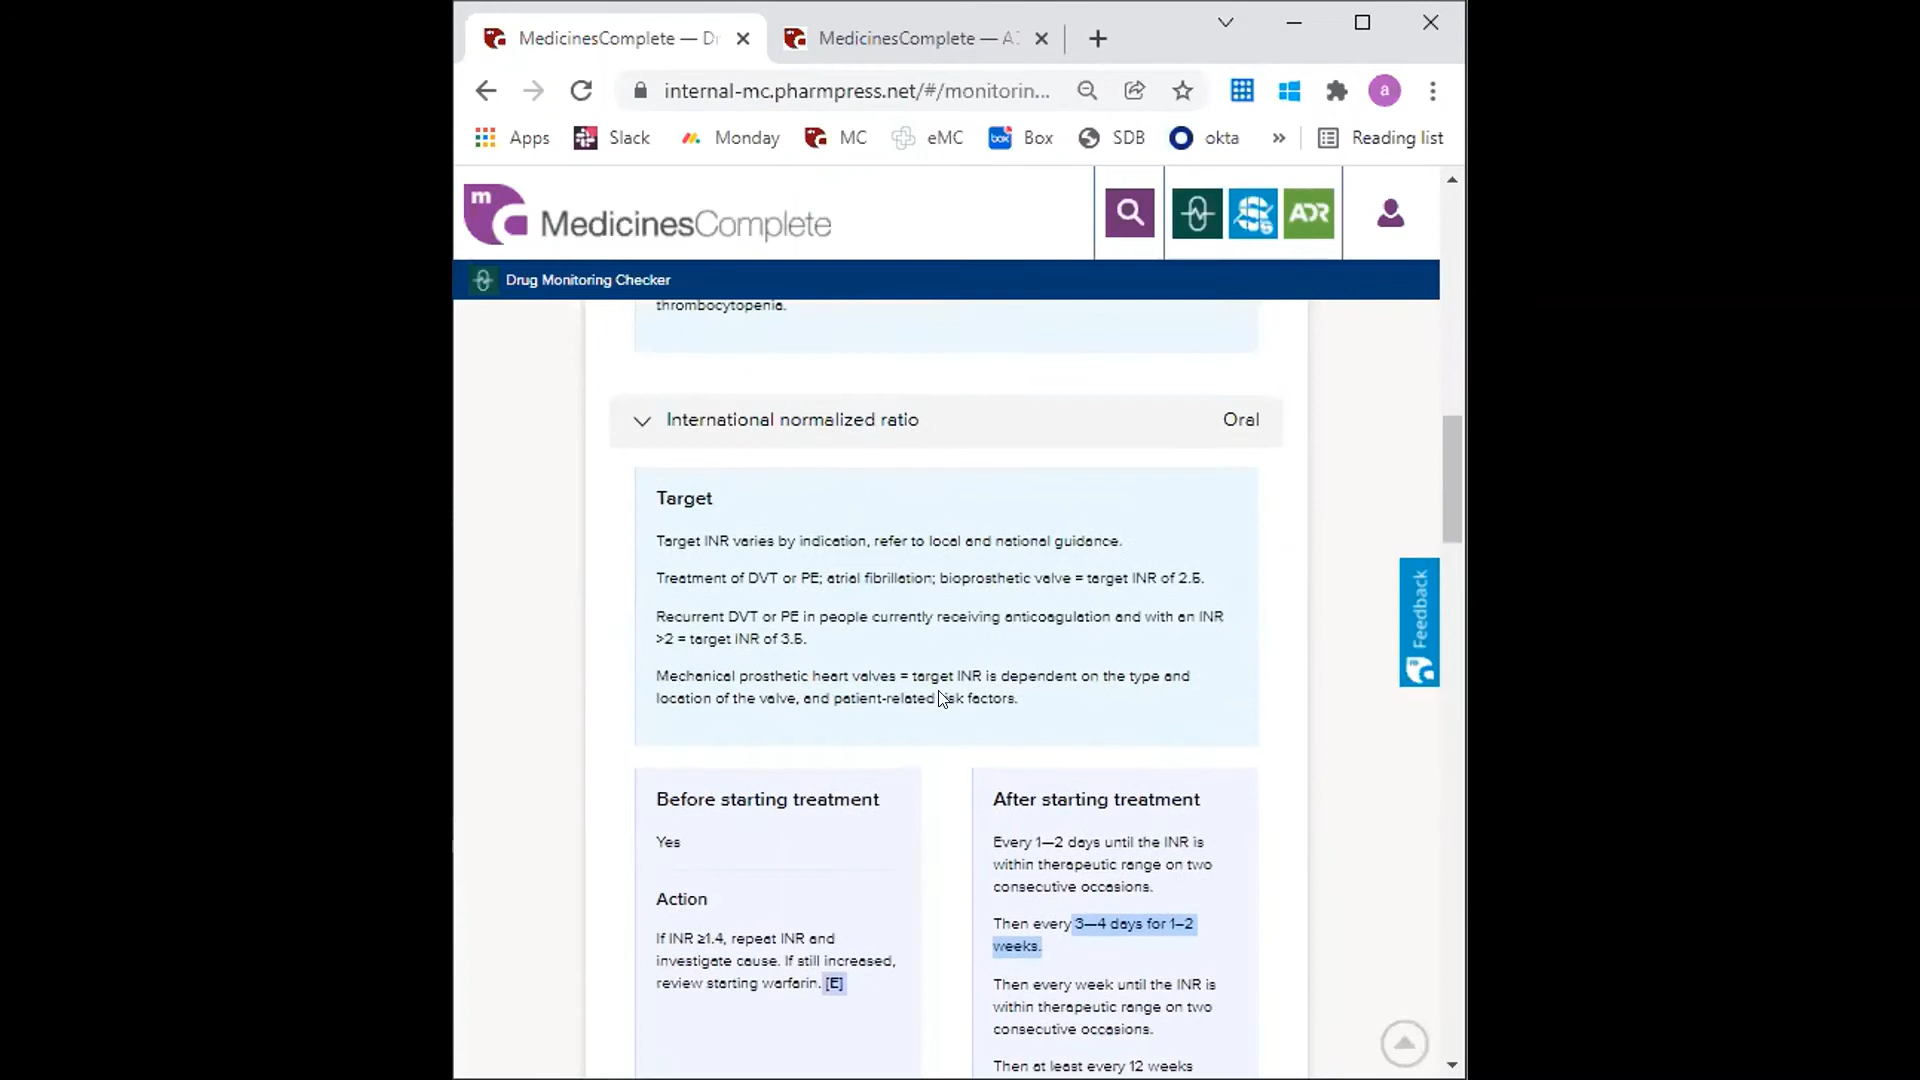 MedicinesComplete — Dr
MedicinesComplete — A
internal-mc.pharmpress.net/#/monitorin...
a
Apps
Slack
Monday
MC
eMC
box
Box
SDB
okta
»
Reading list
m
MedicinesComplete
ADR
Drug Monitoring Checker
thrombocytopenia.
International normalized ratio
Oral
Target
Target INR varies by indication, refer to local and national guidance.
Treatment of DVT or PE; atrial fibrillation; bioprosthetic valve = target INR of 2.5.
Recurrent DVT or PE in people currently receiving anticoagulation and with an INR
>2 = target INR of 3.5.
Mechanical prosthetic heart valves = target INR is dependent on the type and
location of the valve, and patient-related risk factors.
Feedback
Before starting treatment
Yes
Action
If INR ≥1.4, repeat INR and
investigate cause. If still increased,
review starting warfarin. [E]
After starting treatment
Every 1—2 days until the INR is
within therapeutic range on two
consecutive occasions.
Then every 3—4 days for 1–2
weeks.
Then every week until the INR is
within therapeutic range on two
consecutive occasions.
Then at least every 12 weeks